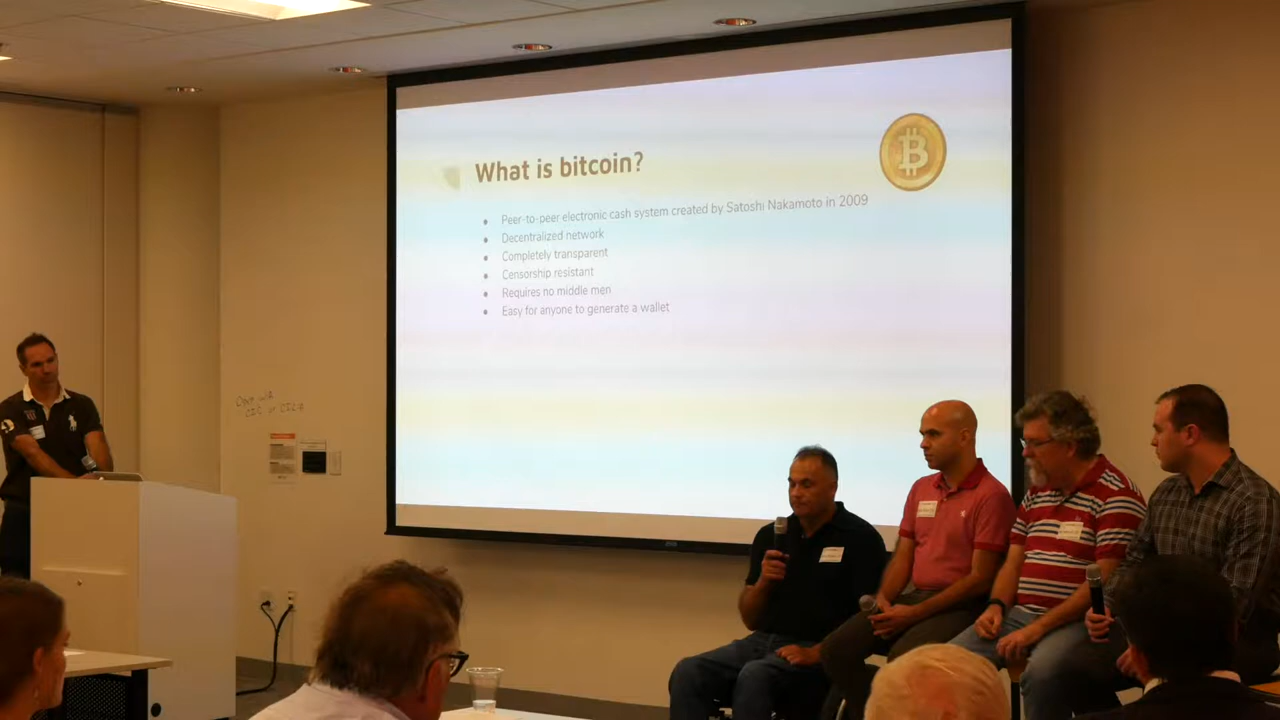 What is bitcoin?
Peer-to-peer electronic cash system created by Satoshi Nakamoto in 2009
Decentralized network
Completely transparent
Censorship resistant
Requires no middle men
Easy for anyone to generate a wallet